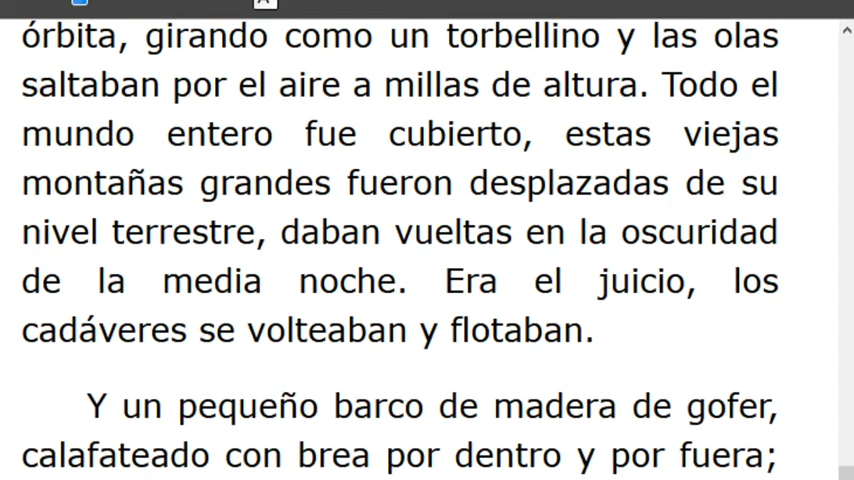 órbita, girando como un torbellino y las olas
saltaban por el aire a millas de altura. Todo el
mundo entero fue cubierto, estas viejas
montañas grandes fueron desplazadas de su
nivel terrestre, daban vueltas en la oscuridad
de la media noche. Era el juicio, los
cadáveres se volteaban y flotaban.
Y un pequeño barco de madera de gofer,
calafateado con brea por dentro y por fuera;